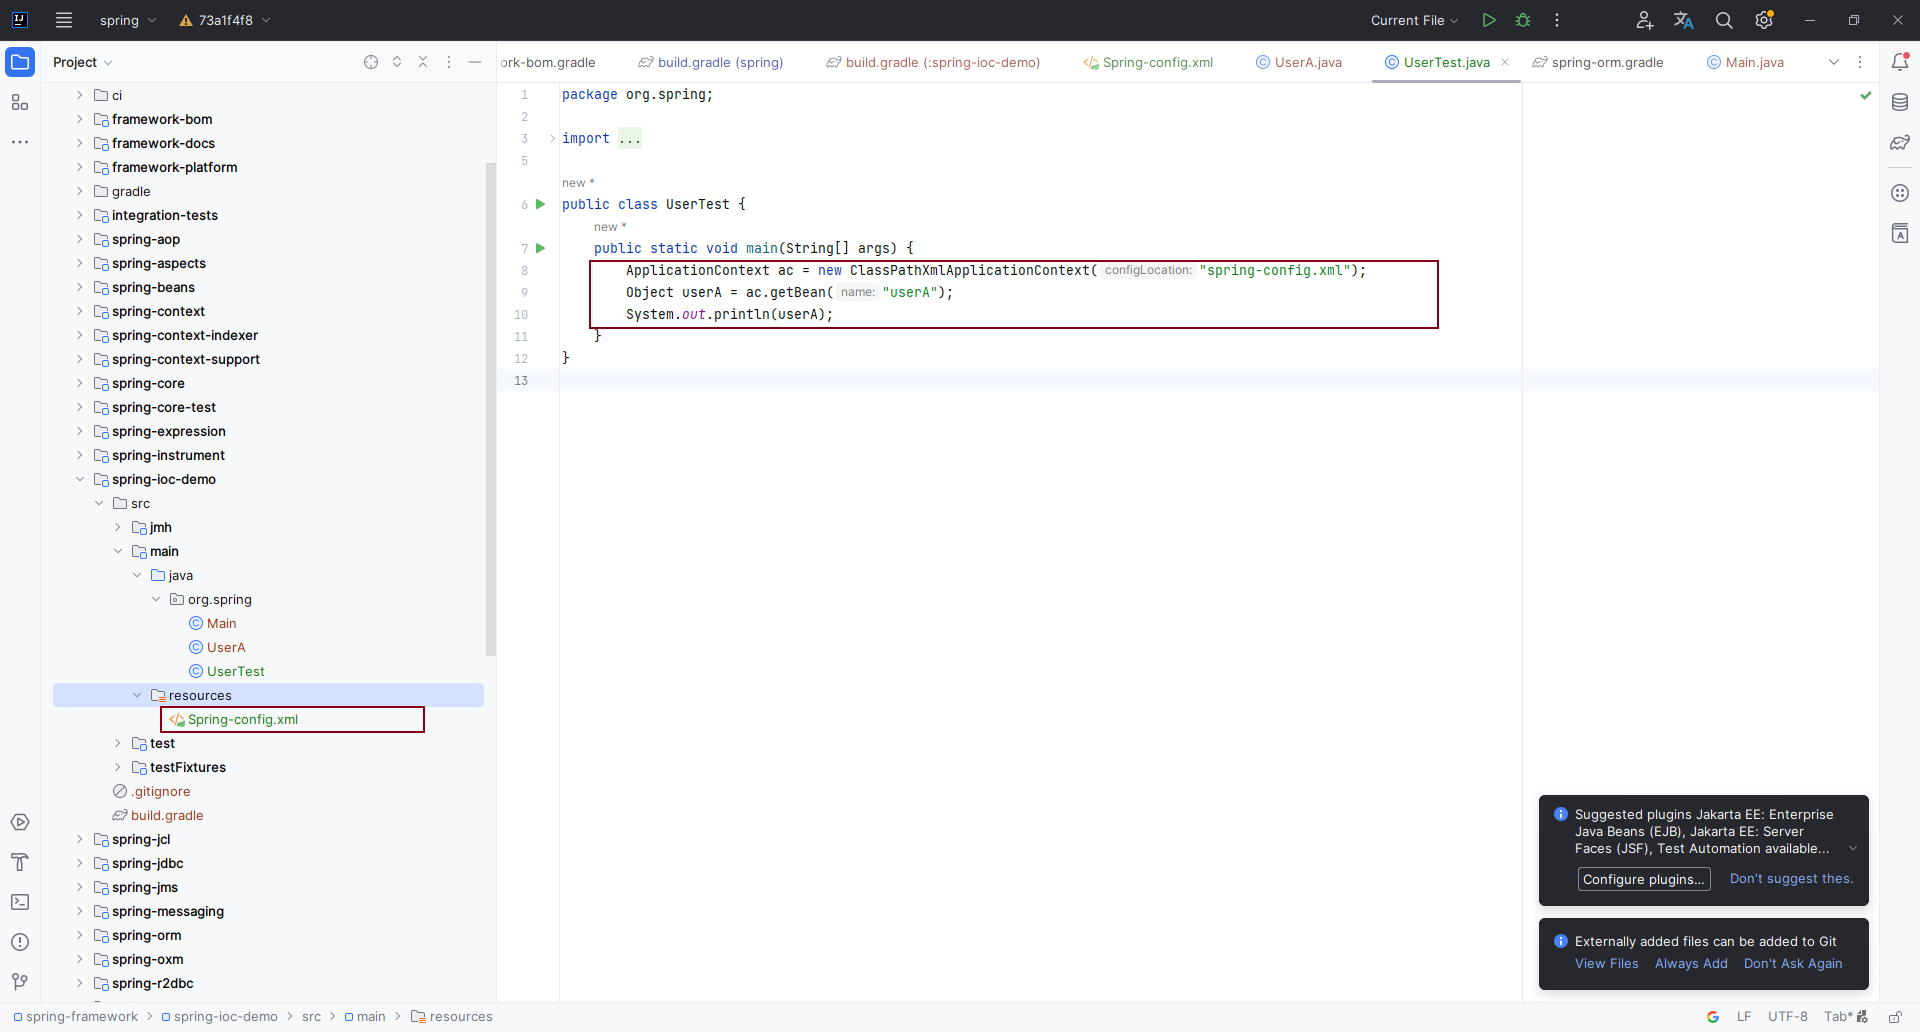 spring
73a1f4f8
Current File
Project
ork-bom.gradle
build.gradle (spring)
build.gradle (:spring-ioc-demo)
Spring-config.xml
UserA.java
UserTest.java
spring-orm.gradle
Main.java
ci
framework-bom
framework-docs
framework-platform
gradle
integration-tests
spring-aop
spring-aspects
spring-beans
spring-context
spring-context-indexer
spring-context-support
spring-core
spring-core-test
spring-expression
spring-instrument
spring-ioc-demo
src
jmh
main
java
org.spring
Main
UserA
UserTest
resources
Spring-config.xml
test
testFixtures
.gitignore
build.gradle
spring-jcl
spring-jdbc
spring-jms
spring-messaging
spring-orm
spring-oxm
spring-r2dbc
1 package org.spring;
2
3 import ...
5
new *
6 public class UserTest {
new *
7 public static void main(String[] args) {
8 ApplicationContext ac = new ClassPathXmlApplicationContext( configLocation: "spring-config.xml");
9 Object userA = ac.getBean( name: "userA");
10 System.out.println(userA);
11 }
12 }
13
Suggested plugins Jakarta EE: Enterprise
Java Beans (EJB), Jakarta EE: Server
Faces (JSF), Test Automation available...
Configure plugins... Don't suggest thes.
Externally added files can be added to Git
View Files Always Add Don't Ask Again
spring-framework > spring-ioc-demo > src > main > resources
LF UTF-8 Tab*